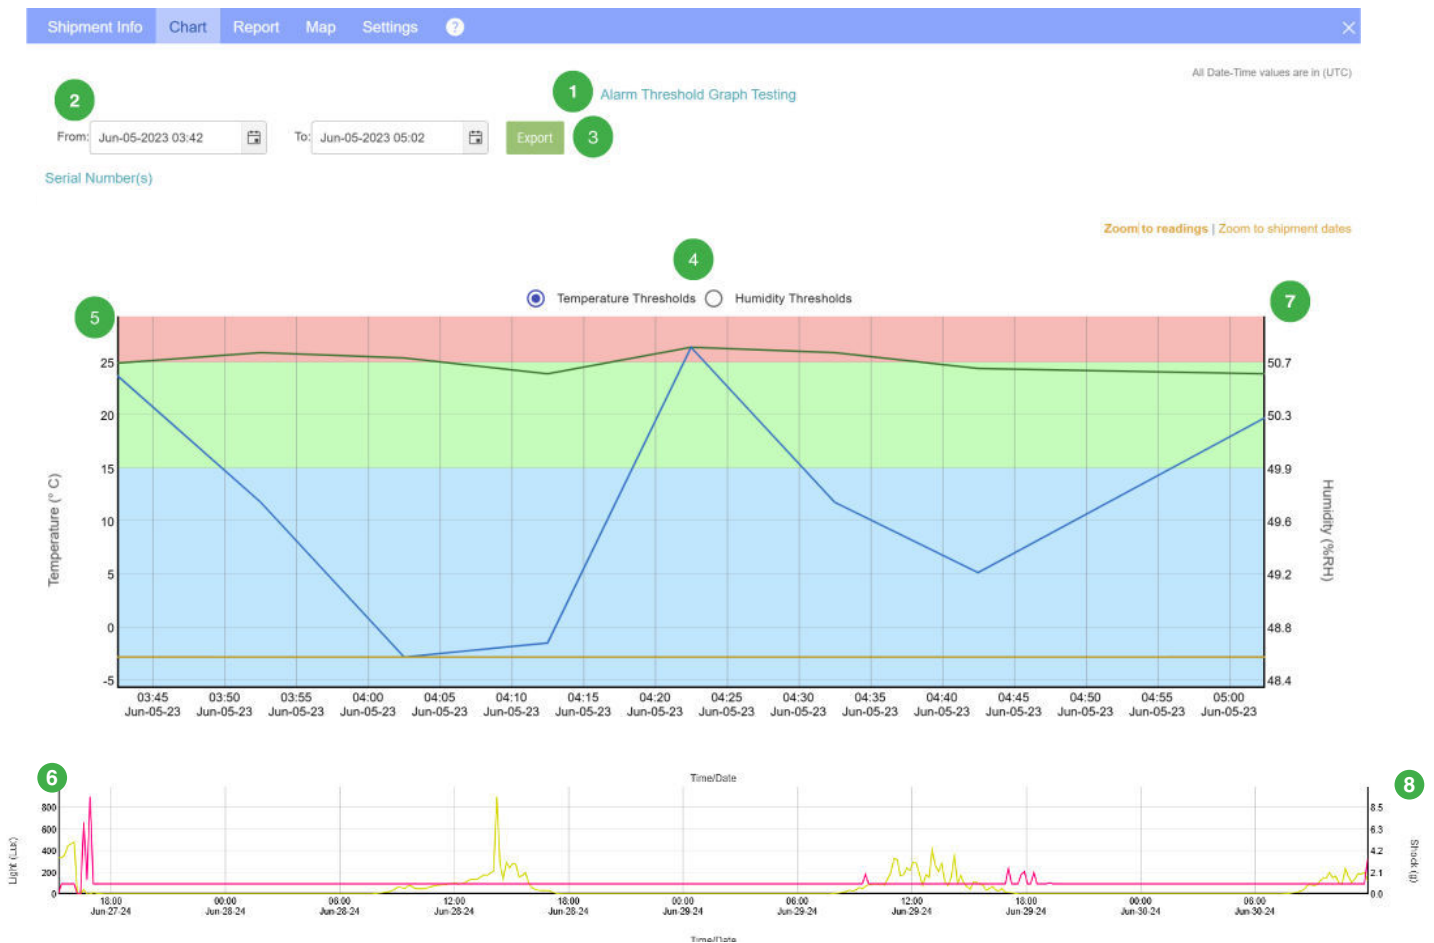 Shipment Info Chart Report Map Settings ?
All Date-Time values are in (UTC)
1 Alarm Threshold Graph Testing
2
From: Jun-05-2023 03:42 To: Jun-05-2023 05:02 Export 3
Serial Number(s)
Zoom to readings | Zoom to shipment dates
4
Temperature Thresholds Humidity Thresholds
5 7
25 50.7
20 50.3
15 49.9
10 49.6
5 49.2
0 48.8
-5 48.4
Temperature (° C)
Humidity (%RH)
03:45 03:50 03:55 04:00 04:05 04:10 04:15 04:20 04:25 04:30 04:35 04:40 04:45 04:50 04:55 05:00
Jun-05-23 Jun-05-23 Jun-05-23 Jun-05-23 Jun-05-23 Jun-05-23 Jun-05-23 Jun-05-23 Jun-05-23 Jun-05-23 Jun-05-23 Jun-05-23 Jun-05-23 Jun-05-23 Jun-05-23 Jun-05-23
Time/Date
6 8
800 8.5
600 6.3
400 4.2
200 2.1
0 0.0
Light (Lux)
Shock (g)
18:00 00:00 06:00 12:00 18:00 00:00 06:00 12:00 18:00 00:00 06:00
Jun-27-24 Jun-28-24 Jun-28-24 Jun-28-24 Jun-28-24 Jun-29-24 Jun-29-24 Jun-29-24 Jun-29-24 Jun-30-24 Jun-30-24
Time/Date